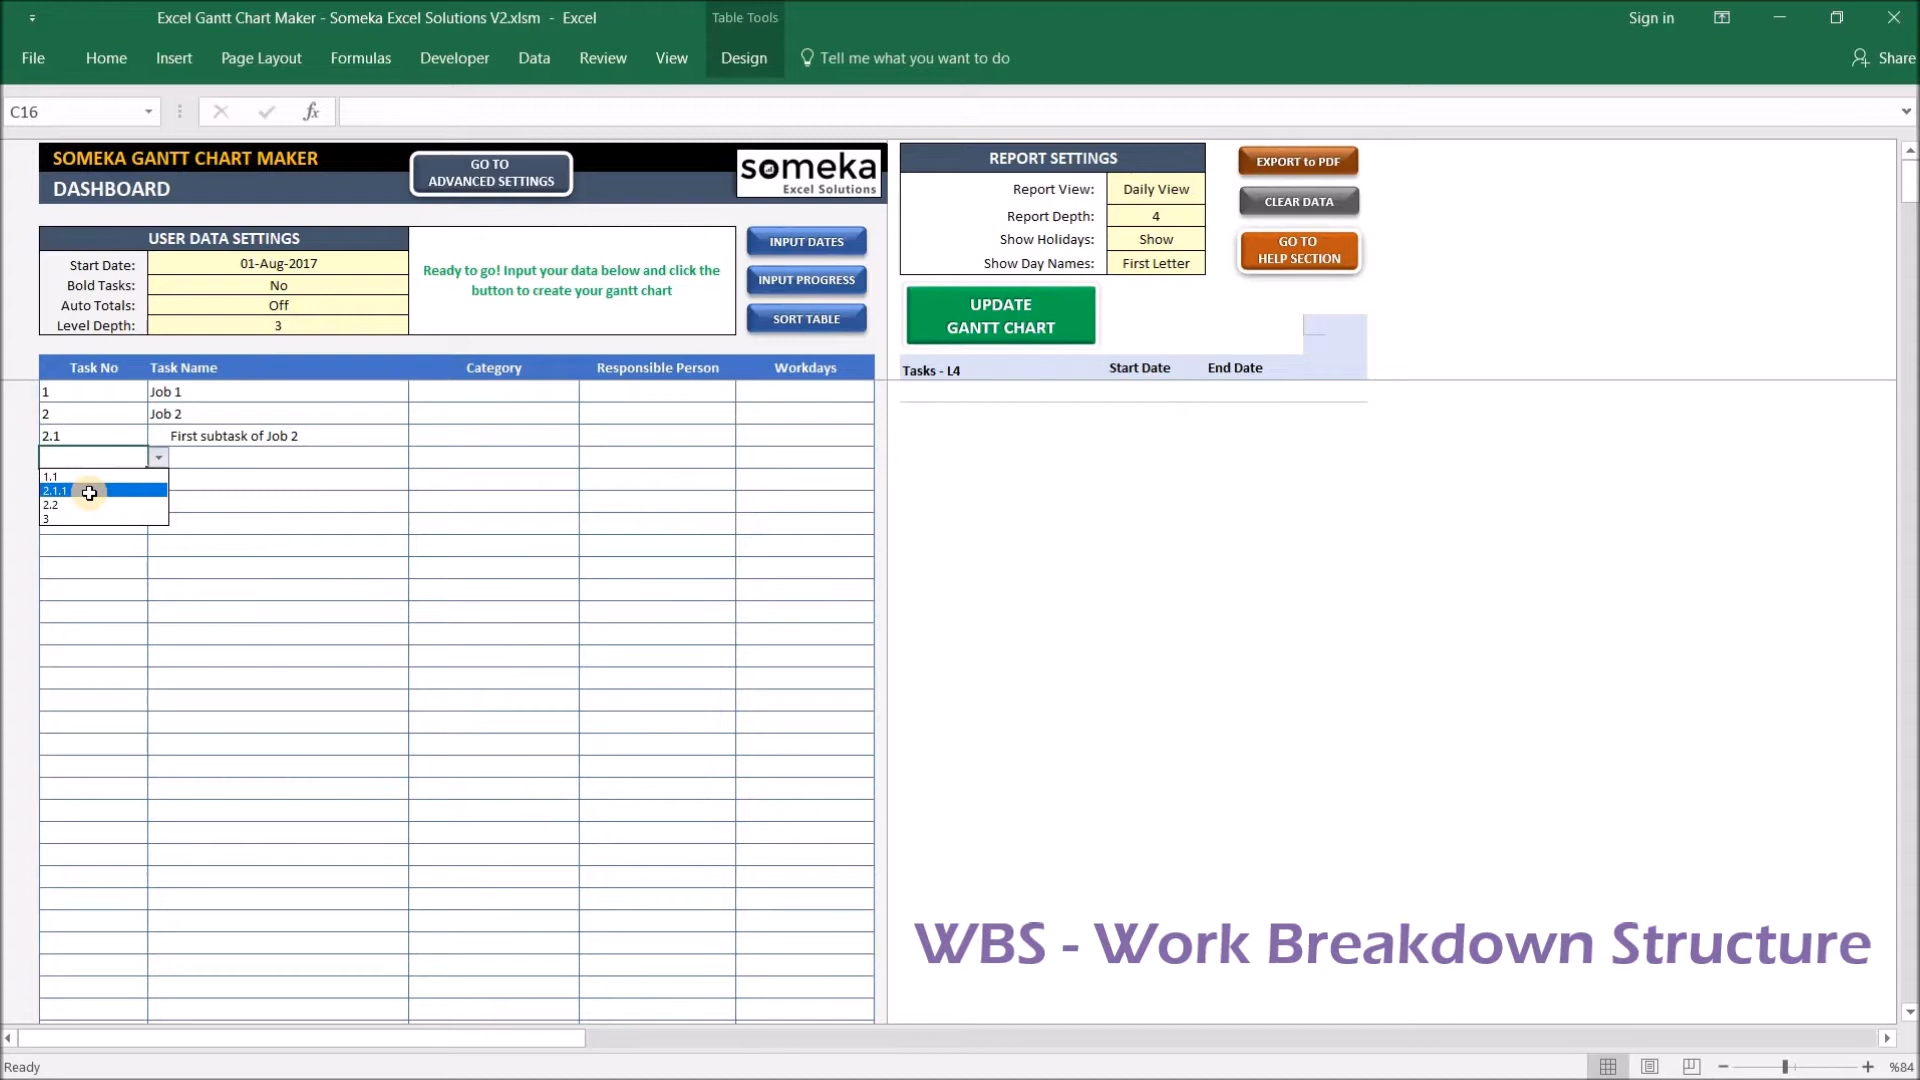 Excel Gantt Chart Maker - Someka Excel Solutions V2.xlsm - Excel
Table Tools
Sign in
File
Home
Insert
Page Layout
Formulas
Developer
Data
Review
View
Design
Tell me what you want to do
Share
C16
fx
SOMEKA GANTT CHART MAKER
DASHBOARD
GO TO
ADVANCED SETTINGS
someka
Excel Solutions
REPORT SETTINGS
Report View: Daily View
Report Depth: 4
Show Holidays: Show
Show Day Names: First Letter
EXPORT to PDF
CLEAR DATA
GO TO
HELP SECTION
USER DATA SETTINGS
Start Date: 01-Aug-2017
Bold Tasks: No
Auto Totals: Off
Level Depth: 3
Ready to go! Input your data below and click the
button to create your gantt chart
INPUT DATES
INPUT PROGRESS
SORT TABLE
UPDATE
GANTT CHART
Task No Task Name Category Responsible Person Workdays
Tasks - L4 Start Date End Date
1 Job 1
2 Job 2
2.1 First subtask of Job 2
1.1
2.1.1
2.2
3
WBS - Work Breakdown Structure
Ready
%84